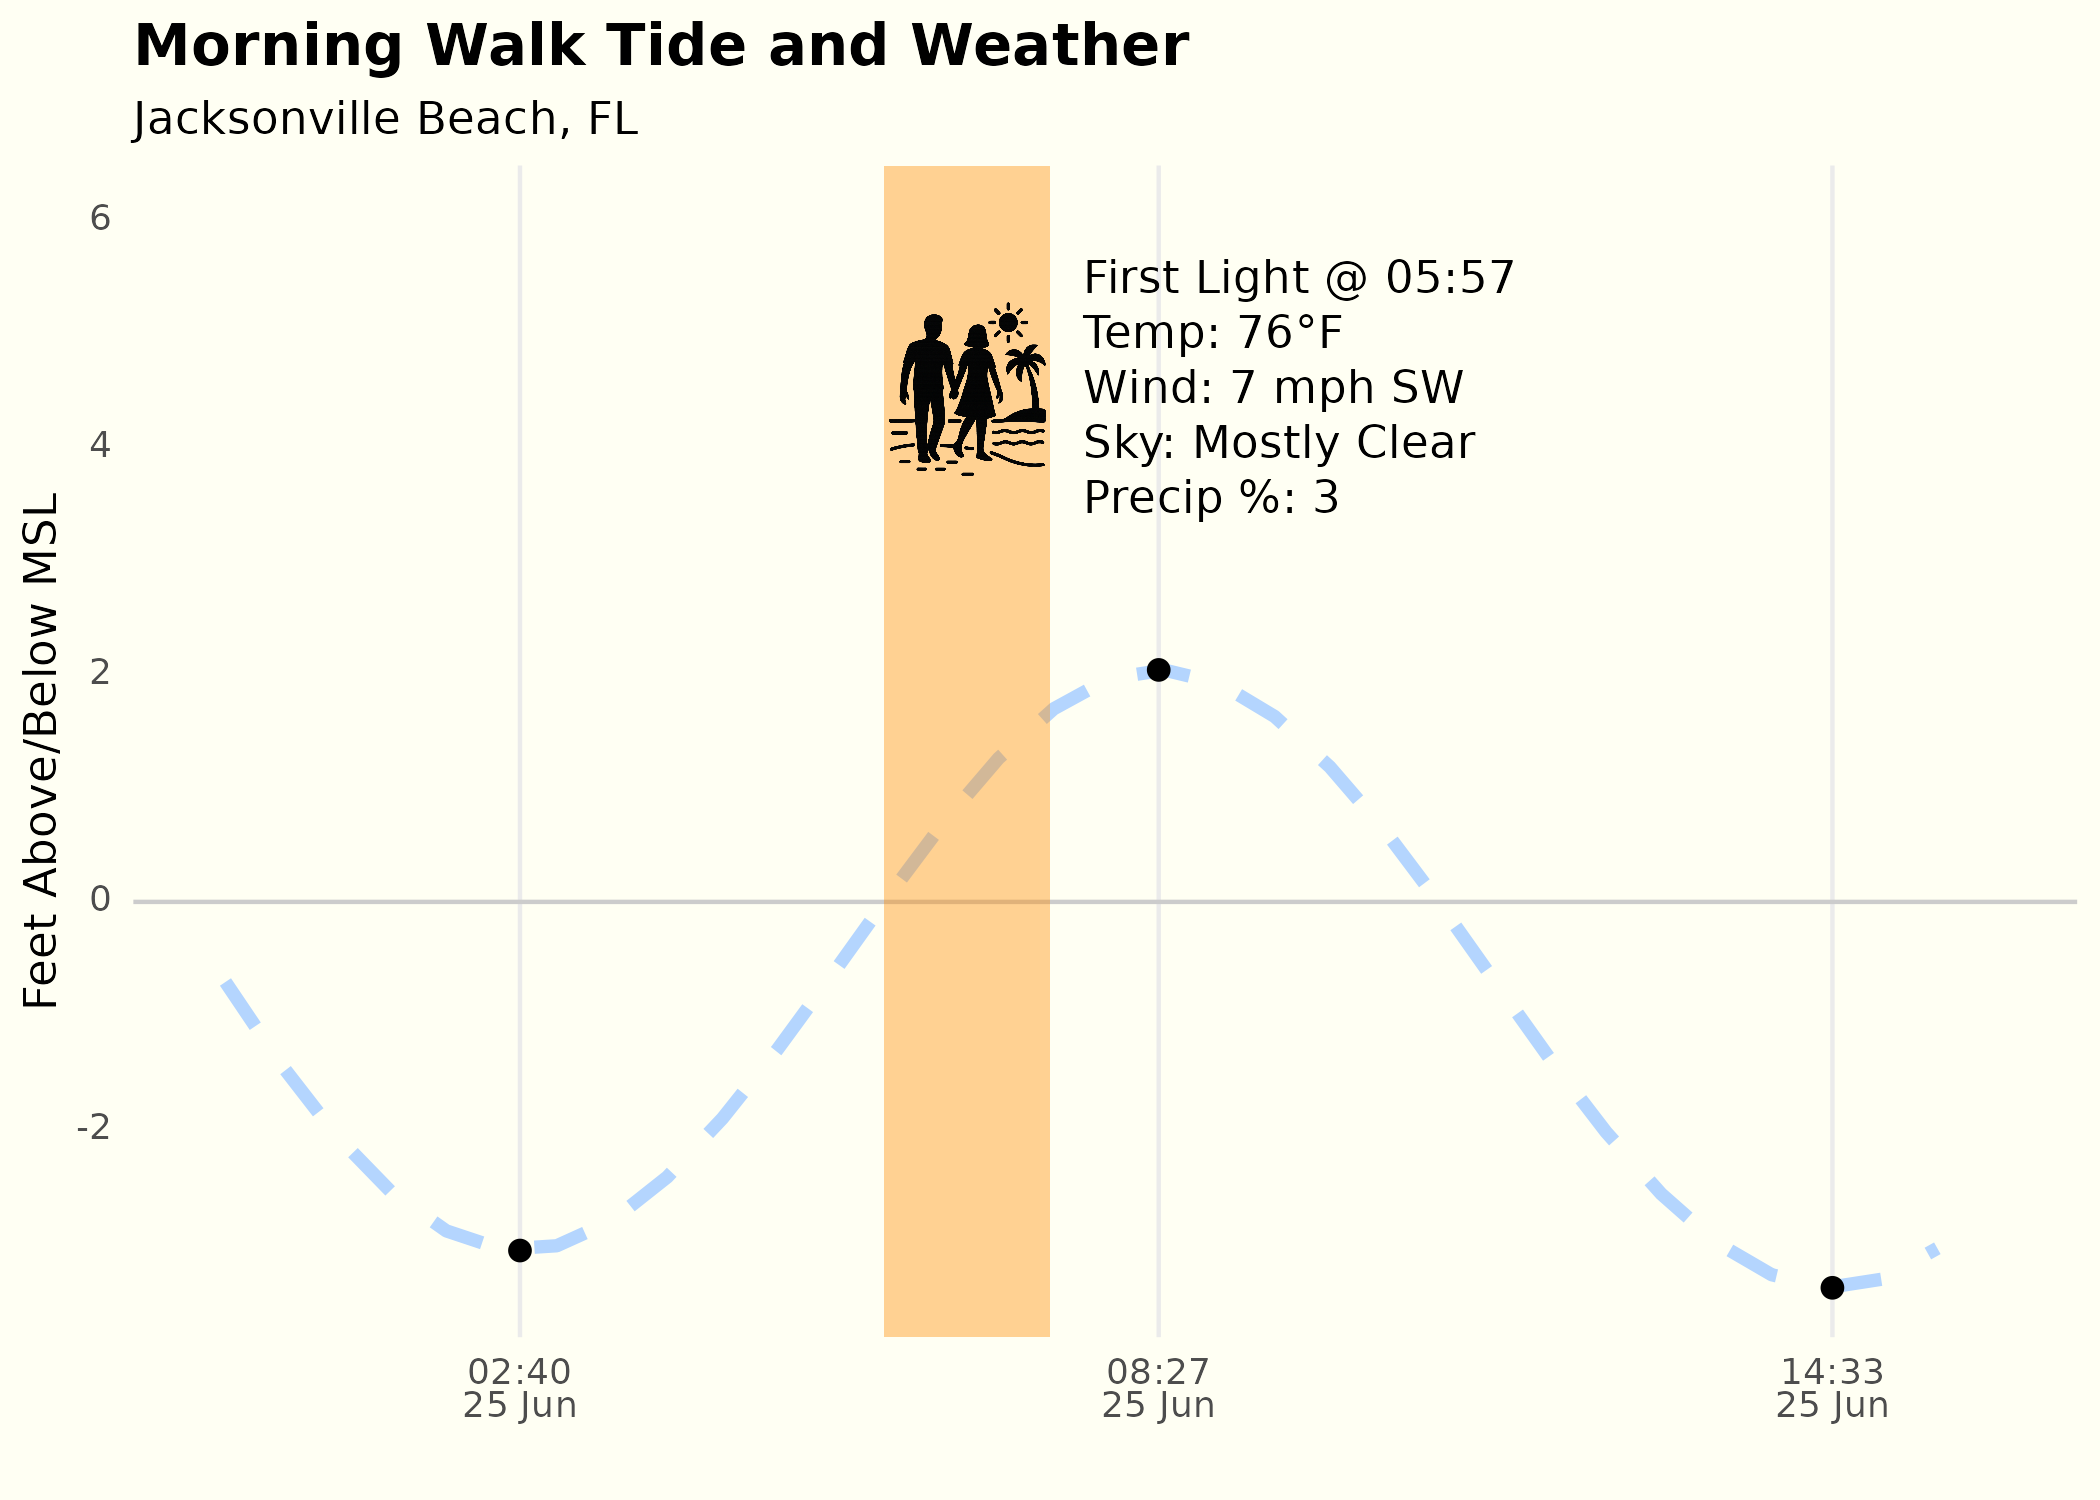 Morning Walk Tide and Weather
Jacksonville Beach, FL
Feet Above/Below MSL
6
4
2
0
-2
First Light @ 05:57
Temp: 76°F
Wind: 7 mph SW
Sky: Mostly Clear
Precip %: 3
02:40
25 Jun
08:27
25 Jun
14:33
25 Jun